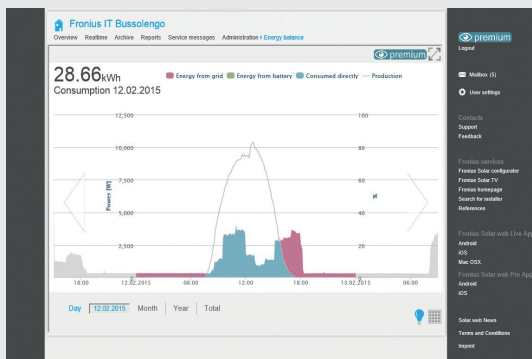 Fronius IT Bussolengo
Overview Realtime Archive Reports Service messages Administration Energy balance
premium
28.66kWh
Consumption 12.02.2015
Energy from grid Energy from battery Consumed directly Production
12,500 100
10,000 80
7,500 60
5,000 40
2,500 20
0
Power [W]
%
18:00 12.02.2015 06:00 12:00 18:00 13.02.2015 06:00
Day 12.02.2015 Month Year Total
premium
Logout
Mailbox (5)
User settings
Contacts
Support
Feedback
Fronius services
Fronius Solar.configurator
Fronius Solar.TV
Fronius homepage
Search for installer
References
Fronius Solar.web Live App
Android
iOS
Mac OSX
Fronius Solar.web Pro App
Android
iOS
Solar.web News
Terms and Conditions
Imprint